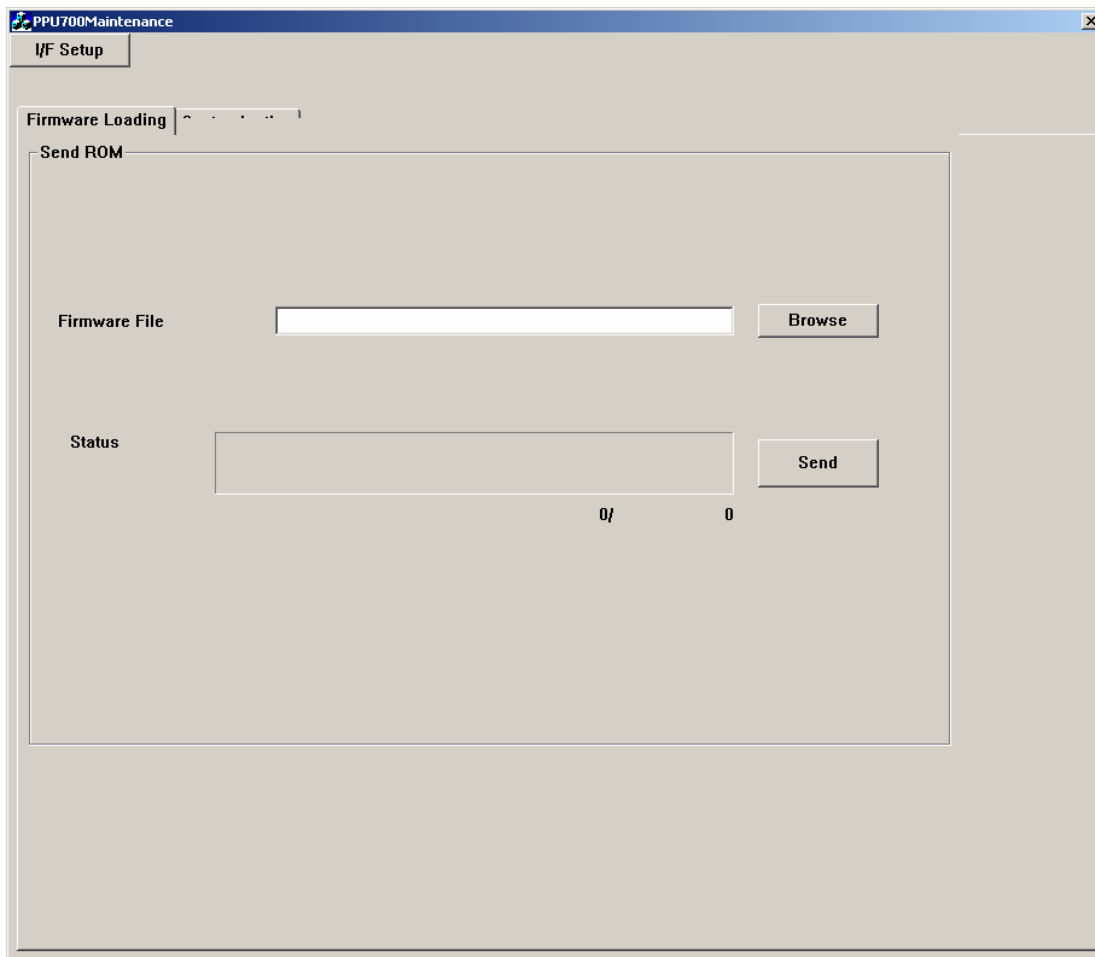 PPU700Maintenance
I/F Setup
Firmware Loading
Send ROM
Firmware File
Browse
Status
Send
0/ 0